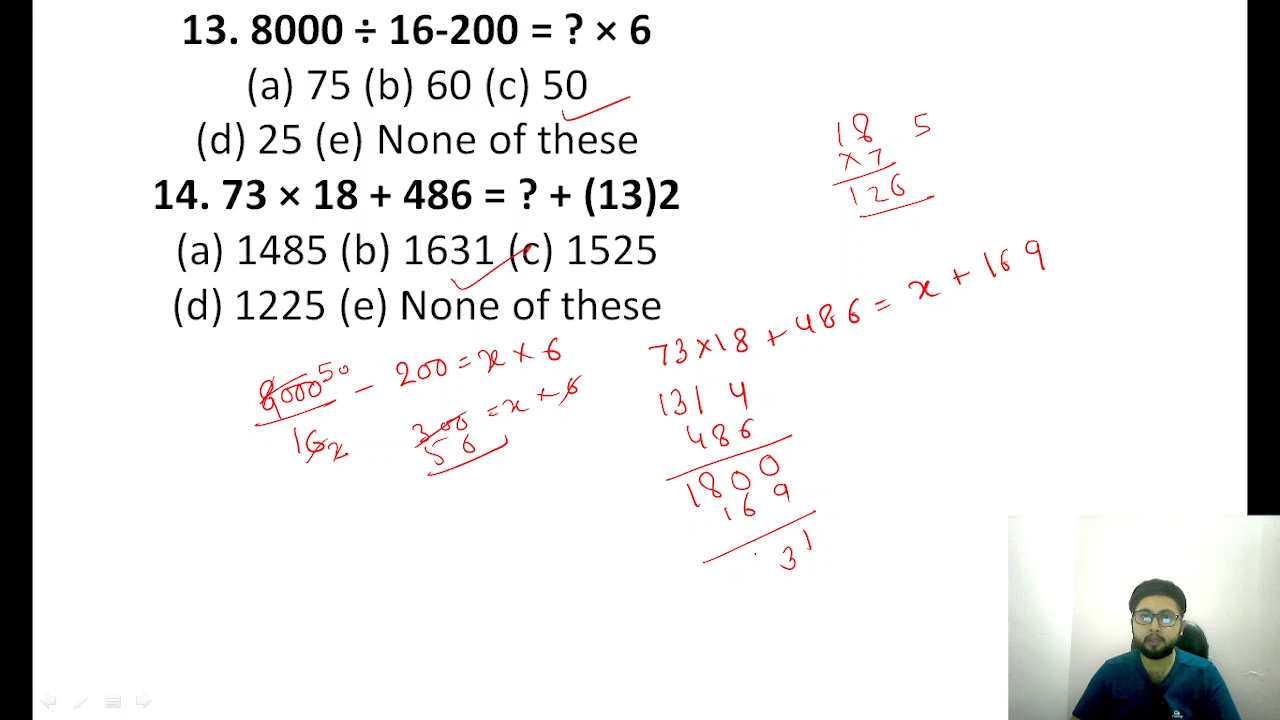 13. 8000 ÷ 16-200 = ? × 6
(a) 75 (b) 60 (c) 50
(d) 25 (e) None of these
14. 73 × 18 + 486 = ? + (13)2
(a) 1485 (b) 1631 (c) 1525
(d) 1225 (e) None of these
18 5
×7
126
73×18 + 486 = x + 169
1314
486
1800
169
31
8000 50 - 200 = x × 6
16 2
300 = x × 6
50